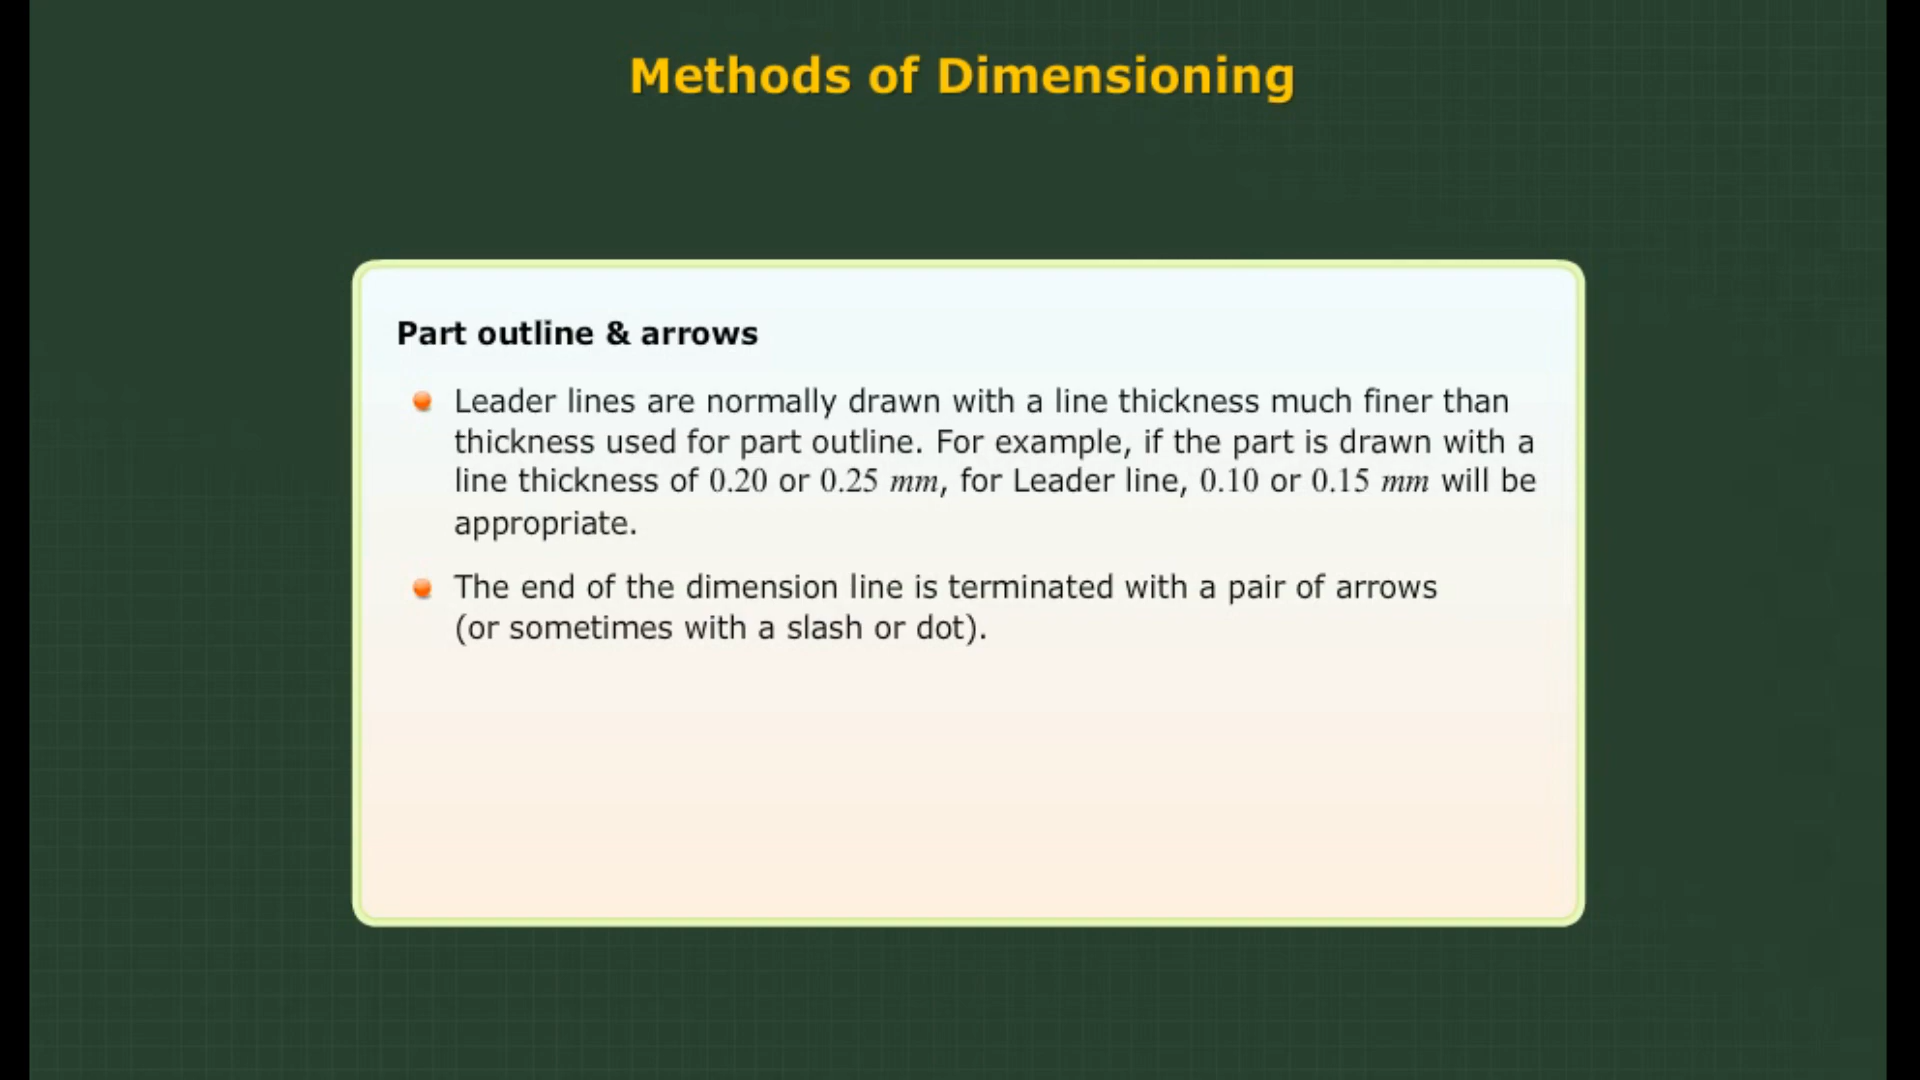 Methods of Dimensioning
Part outline & arrows
Leader lines are normally drawn with a line thickness much finer than
thickness used for part outline. For example, if the part is drawn with a
line thickness of 0.20 or 0.25 mm, for Leader line, 0.10 or 0.15 mm will be
appropriate.
The end of the dimension line is terminated with a pair of arrows
(or sometimes with a slash or dot).